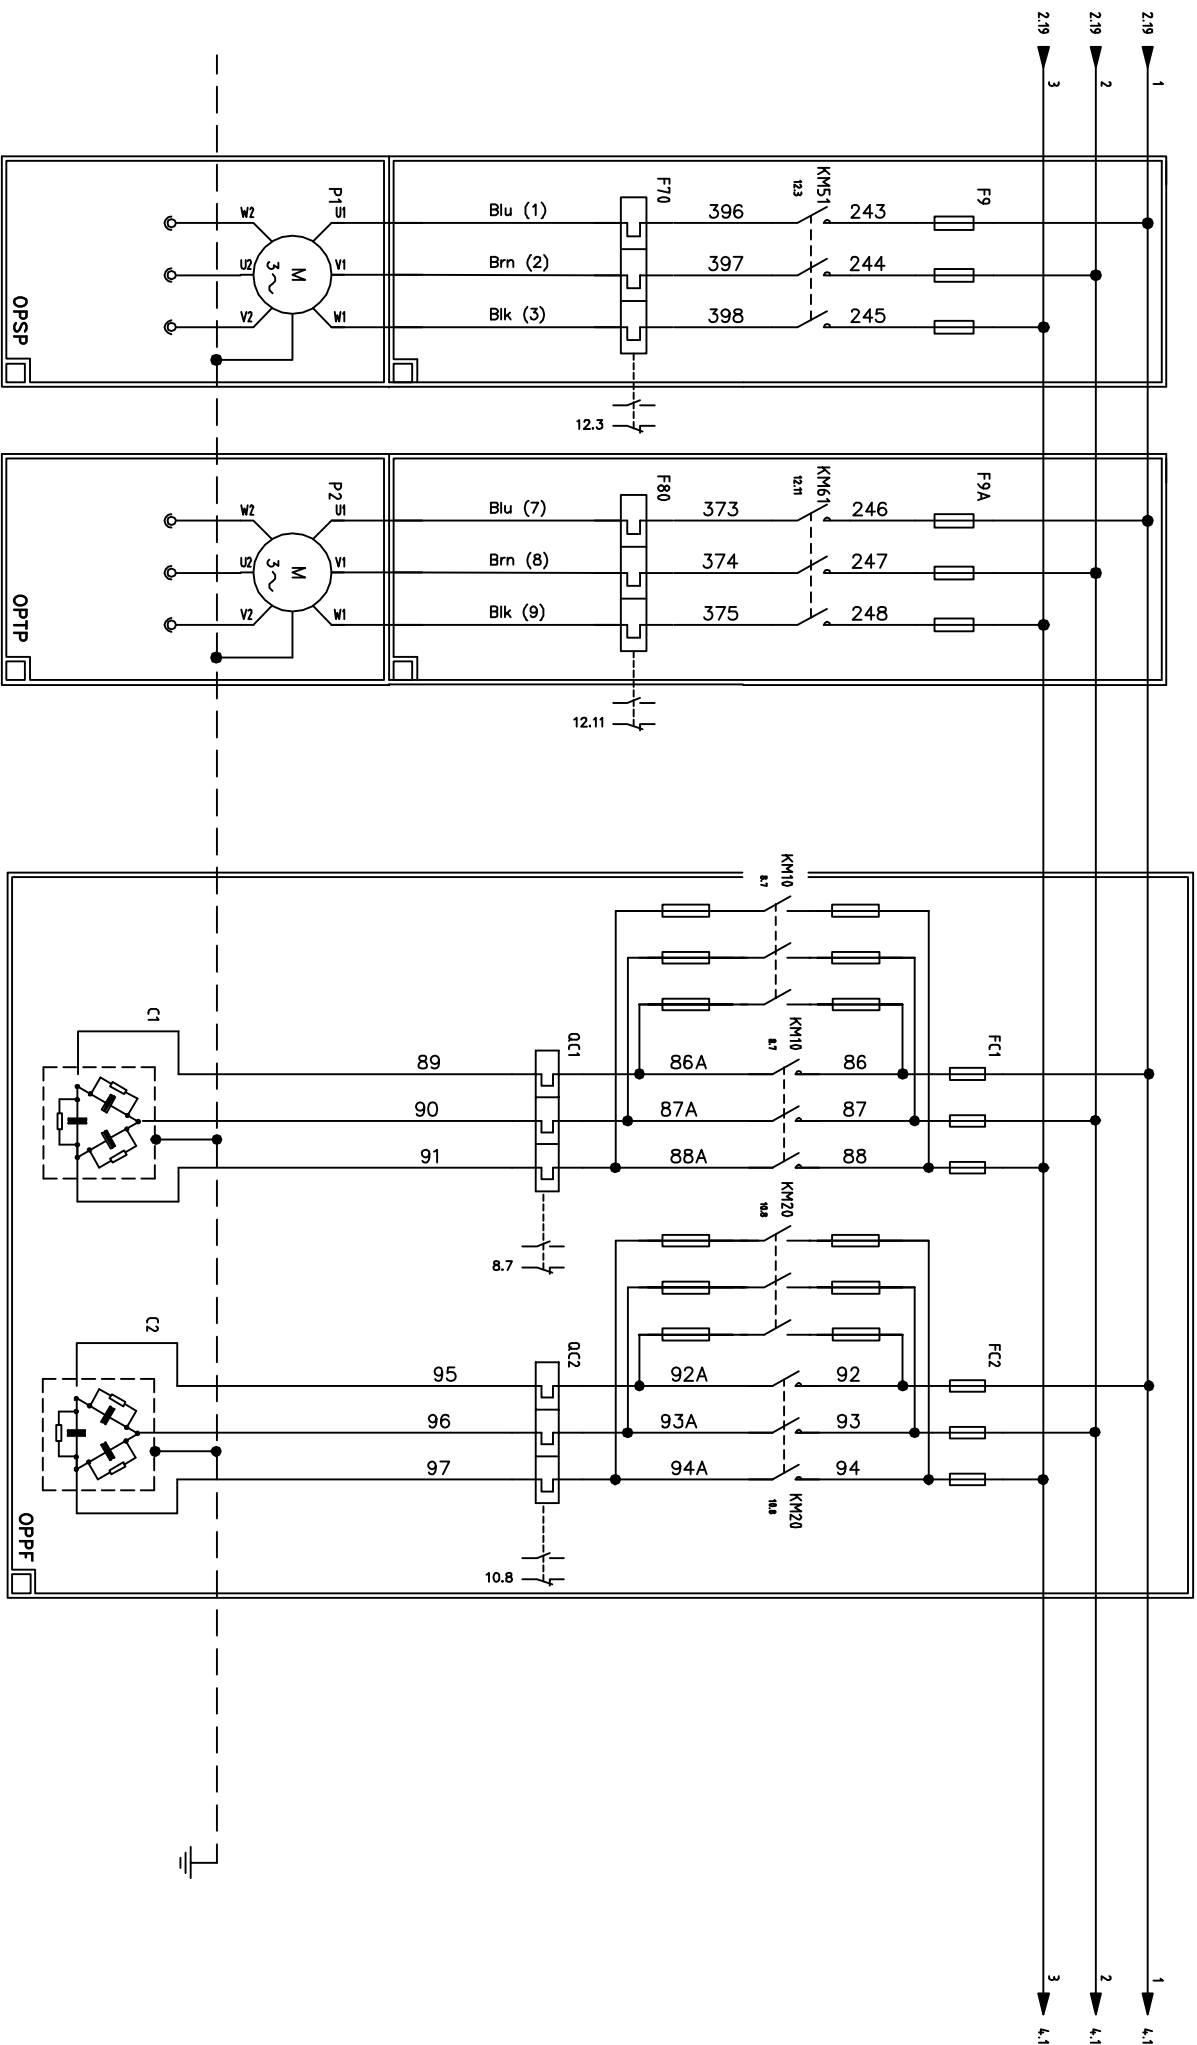 2.19
2.19
2.19
3
2
1
P1
F70
KM51
12.3
F9
W2
U1
Blu (1)
396
243
U2
V1
M
3~
Brn (2)
397
244
V2
W1
Blk (3)
398
245
OPSP
12.3
P2
F80
KM61
12.11
F9A
W2
U1
Blu (7)
373
246
U2
V1
M
3~
Brn (8)
374
247
V2
W1
Blk (9)
375
248
OPTP
12.11
KM10
8.7
C1
QC1
KM10
8.7
FC1
89
86A
86
90
87A
87
91
88A
88
KM20
10.8
8.7
C2
QC2
FC2
95
92A
92
96
93A
93
97
94A
94
KM20
10.8
OPPF
10.8
3
2
1
4.1
4.1
4.1